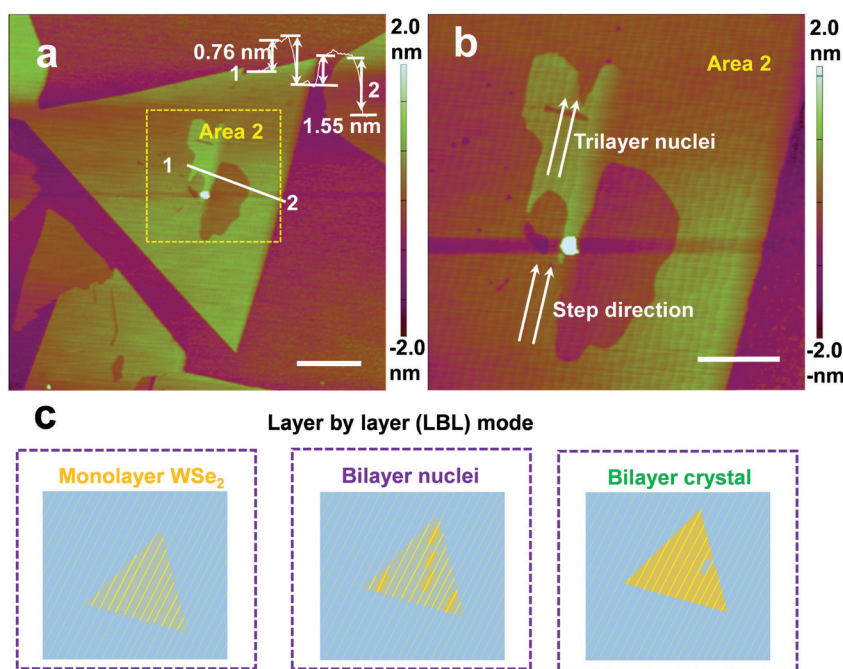 a
0.76 nm
1
2
1.55 nm
Area 2
1
2
2.0
nm
-2.0
nm
b
Area 2
Trilayer nuclei
Step direction
2.0
nm
-2.0
-nm
c
Layer by layer (LBL) mode
Monolayer WSe₂
Bilayer nuclei
Bilayer crystal